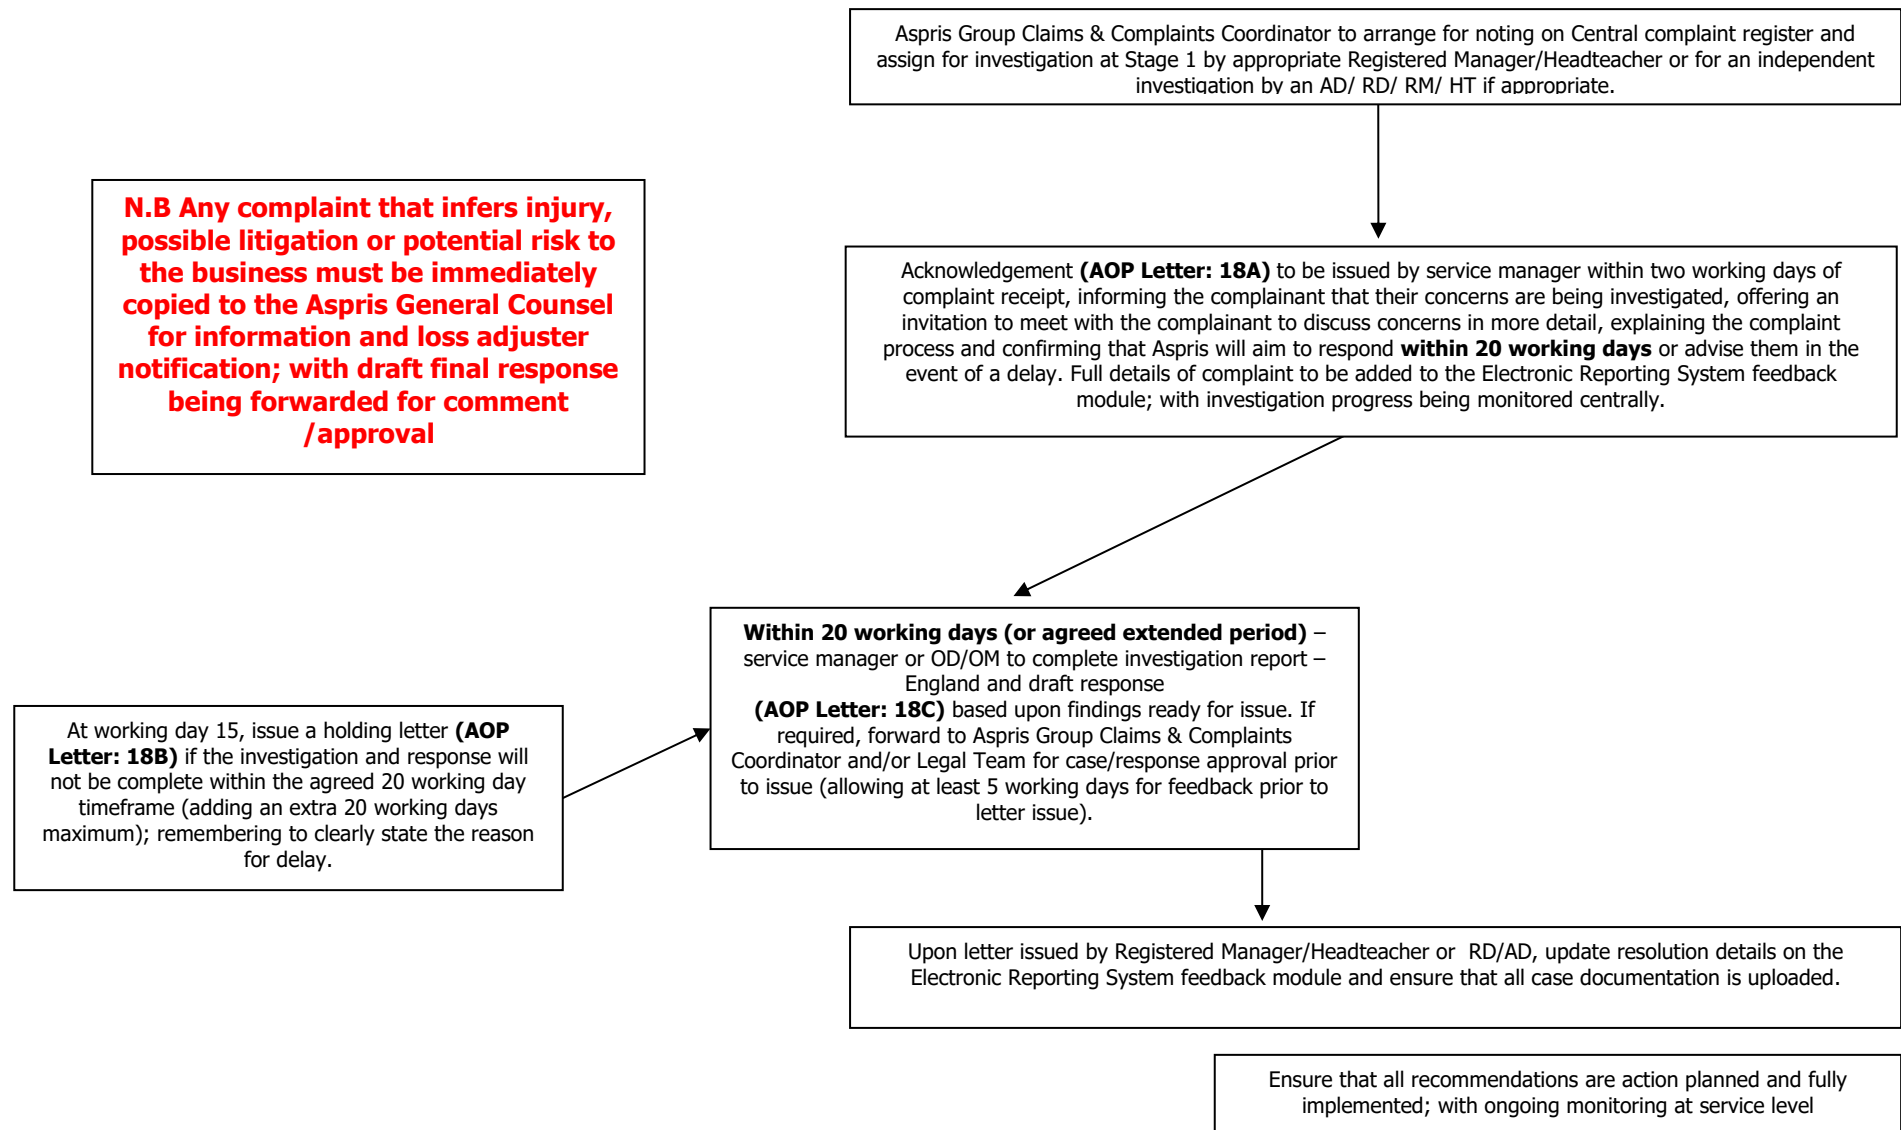 Aspris Group Claims & Complaints Coordinator to arrange for noting on Central complaint register and
assign for investigation at Stage 1 by appropriate Registered Manager/Headteacher or for an independent
investigation by an AD/ RD/ RM/ HT if appropriate.
N.B Any complaint that infers injury,
possible litigation or potential risk to
the business must be immediately
copied to the Aspris General Counsel
for information and loss adjuster
notification; with draft final response
being forwarded for comment
/approval
Acknowledgement (AOP Letter: 18A) to be issued by service manager within two working days of
complaint receipt, informing the complainant that their concerns are being investigated, offering an
invitation to meet with the complainant to discuss concerns in more detail, explaining the complaint
process and confirming that Aspris will aim to respond within 20 working days or advise them in the
event of a delay. Full details of complaint to be added to the Electronic Reporting System feedback
module; with investigation progress being monitored centrally.
Within 20 working days (or agreed extended period) –
service manager or OD/OM to complete investigation report –
England and draft response
(AOP Letter: 18C) based upon findings ready for issue. If
required, forward to Aspris Group Claims & Complaints
Coordinator and/or Legal Team for case/response approval prior
to issue (allowing at least 5 working days for feedback prior to
letter issue).
At working day 15, issue a holding letter (AOP
Letter: 18B) if the investigation and response will
not be complete within the agreed 20 working day
timeframe (adding an extra 20 working days
maximum); remembering to clearly state the reason
for delay.
Upon letter issued by Registered Manager/Headteacher or RD/AD, update resolution details on the
Electronic Reporting System feedback module and ensure that all case documentation is uploaded.
Ensure that all recommendations are action planned and fully
implemented; with ongoing monitoring at service level